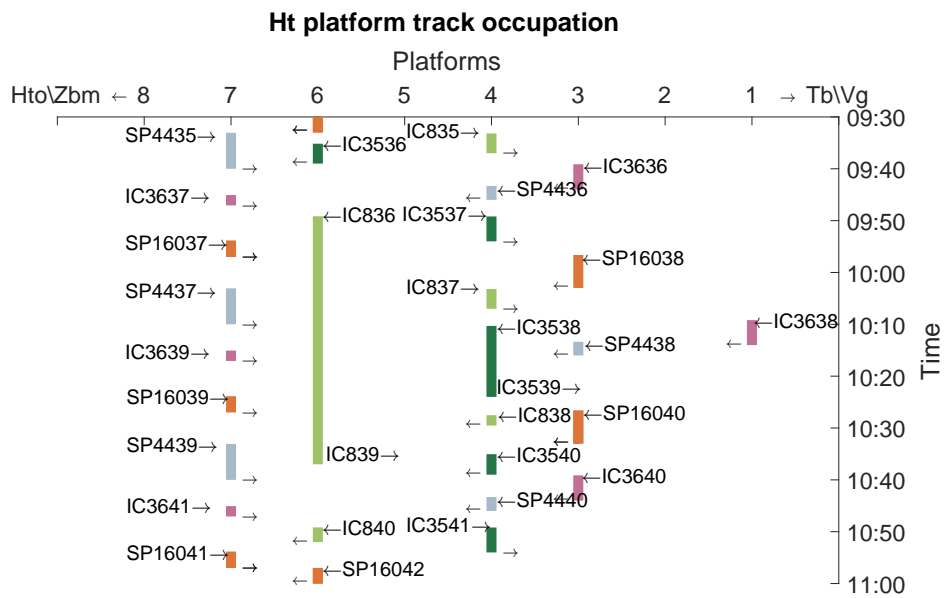 Ht platform track occupation
Platforms
Hto\Zbm ← 8 7 6 5 4 3 2 1 → Tb\Vg
09:30
SP4435→
IC835→
←IC3536
←IC3636
09:40
IC3637→
←SP4436
IC3537→
←IC836
09:50
SP16037→
←SP16038
10:00
SP4437→
IC837→
←IC3638
10:10
←IC3538
←SP4438
IC3639→
10:20
IC3539→
SP16039→
←IC838
←SP16040
10:30
SP4439→
IC839→
←IC3540
←IC3640
10:40
IC3641→
←SP4440
IC3541→
←IC840
10:50
SP16041→
←SP16042
11:00
Time